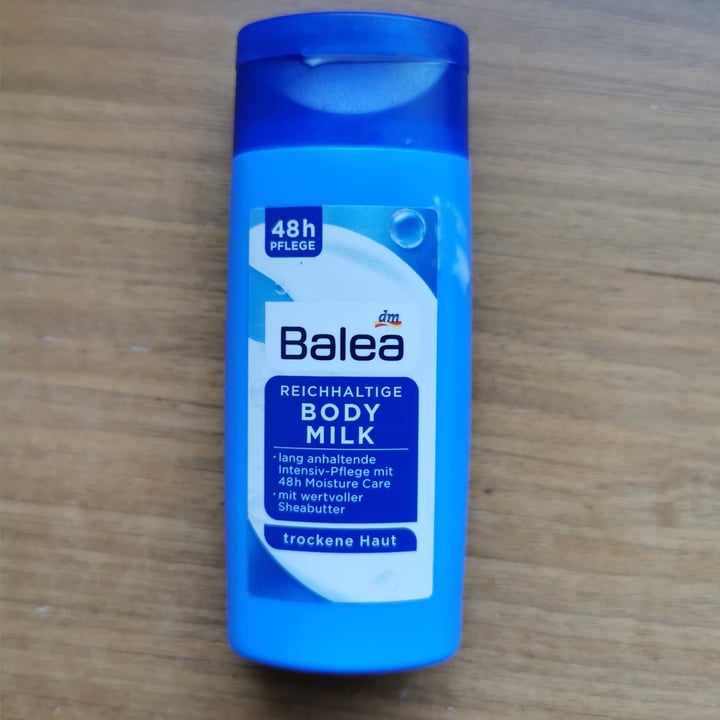 48h
PFLEGE
dm
Balea
REICHHALTIGE
BODY
MILK
· lang anhaltende
Intensiv-Pflege mit
48h Moisture Care
· mit wertvoller
Sheabutter
trockene Haut